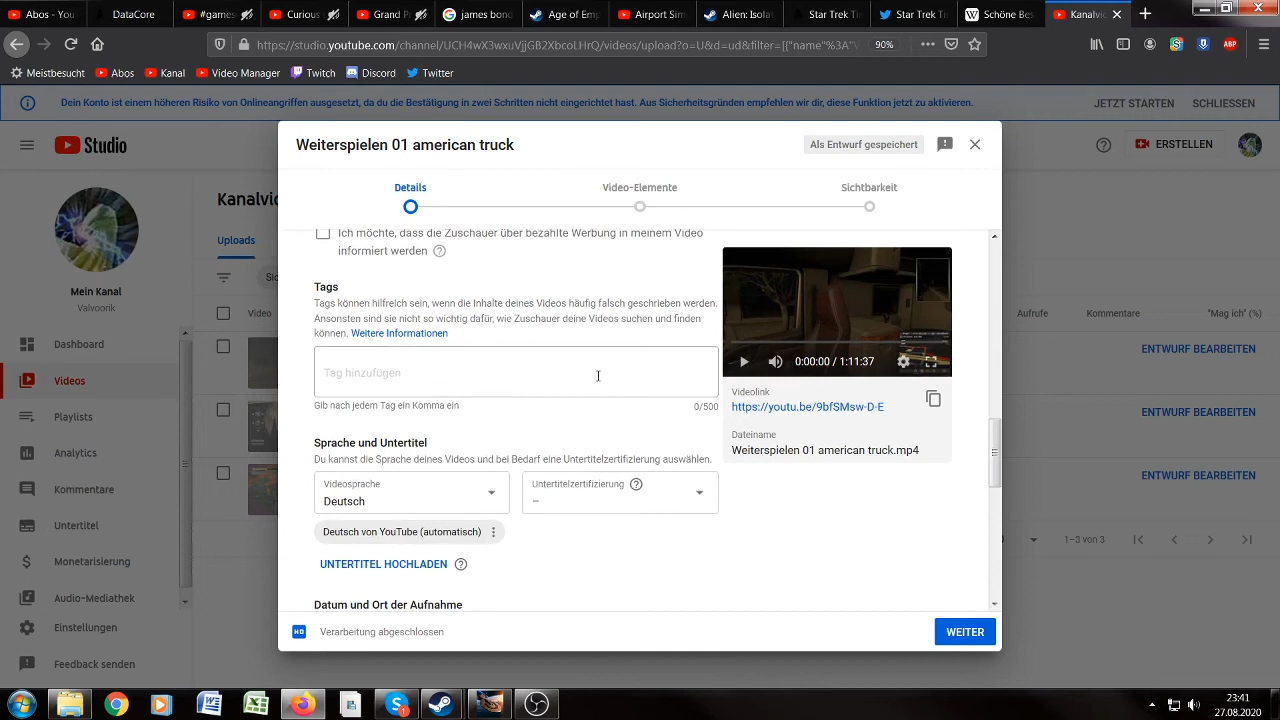 Abos - You
DataCore
#games
Curious
Grand P
james bon
Age of Emp
Airport Sim
Alien: Isolat
Star Trek Ti
Star Trek Tin
Schöne Bes
Kanalvi
https://studio.youtube.com/channel/UCH4wX3wxuVjjGB2XbcoLHrQ/videos/upload?o=U&d=ud&filter=[{"name"%3A"V
90%
Meistbesucht
Abos
Kanal
Video Manager
Twitch
Discord
Twitter
Dein Konto ist einem höheren Risiko von Onlineangriffen ausgesetzt, da du die Bestätigung in zwei Schritten nicht eingerichtet hast. Aus Sicherheitsgründen empfehlen wir dir, diese Funktion jetzt zu aktivieren.
JETZT STARTEN
SCHLIESSEN
Studio
ERSTELLEN
Weiterspielen 01 american truck
Als Entwurf gespeichert
Details
Video-Elemente
Sichtbarkeit
Mein Kanal
Valvoorik
Dashboard
Videos
Playlists
Analytics
Kommentare
Untertitel
Monetarisierung
Audio-Mediathek
Einstellungen
Feedback senden
Kanalvic
Uploads
Sic
Video
Ich möchte, dass die Zuschauer über bezahlte Werbung in meinem Video
informiert werden
Tags
Tags können hilfreich sein, wenn die Inhalte deines Videos häufig falsch geschrieben werden.
Ansonsten sind sie nicht so wichtig dafür, wie Zuschauer deine Videos suchen und finden
können. Weitere Informationen
Tag hinzufügen
Gib nach jedem Tag ein Komma ein
0/500
Sprache und Untertitel
Du kannst die Sprache deines Videos und bei Bedarf eine Untertitelzertifizierung auswählen.
Videosprache
Deutsch
Untertitelzertifizierung
–
Deutsch von YouTube (automatisch)
UNTERTITEL HOCHLADEN
Datum und Ort der Aufnahme
0:00:00 / 1:11:37
Videolink
https://youtu.be/9bfSMsw-D-E
Dateiname
Weiterspielen 01 american truck.mp4
HD
Verarbeitung abgeschlossen
WEITER
Aufrufe
Kommentare
"Mag ich" (%)
ENTWURF BEARBEITEN
ENTWURF BEARBEITEN
ENTWURF BEARBEITEN
1–3 von 3
23:41
27.08.2020